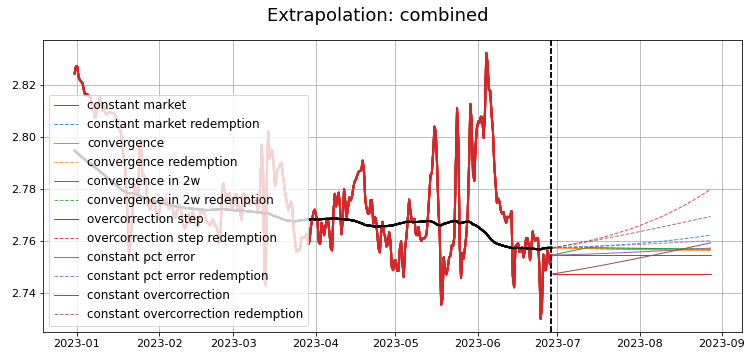 Extrapolation: combined
2.82
2.80
2.78
2.76
2.74
constant market
constant market redemption
convergence
convergence redemption
convergence in 2w
convergence in 2w redemption
overcorrection step
overcorrection step redemption
constant pct error
constant pct error redemption
constant overcorrection
constant overcorrection redemption
2023-01
2023-02
2023-03
2023-04
2023-05
2023-06
2023-07
2023-08
2023-09